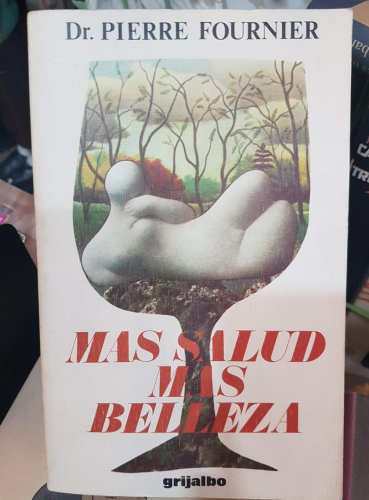 Dr. PIERRE FOURNIER
MAS SALUD
MAS
BELLEZA
grijalbo